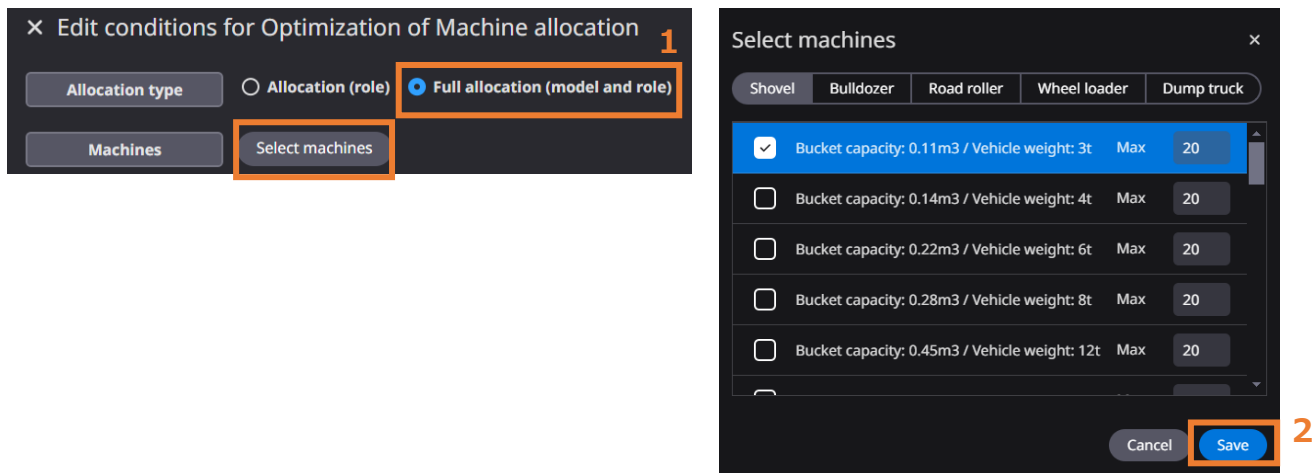 ✕ Edit conditions for Optimization of Machine allocation
1
Allocation type Allocation (role) Full allocation (model and role)
Machines Select machines
Select machines ×
Shovel Bulldozer Road roller Wheel loader Dump truck
Bucket capacity: 0.11m3 / Vehicle weight: 3t Max 20
Bucket capacity: 0.14m3 / Vehicle weight: 4t Max 20
Bucket capacity: 0.22m3 / Vehicle weight: 6t Max 20
Bucket capacity: 0.28m3 / Vehicle weight: 8t Max 20
Bucket capacity: 0.45m3 / Vehicle weight: 12t Max 20
Cancel Save
2